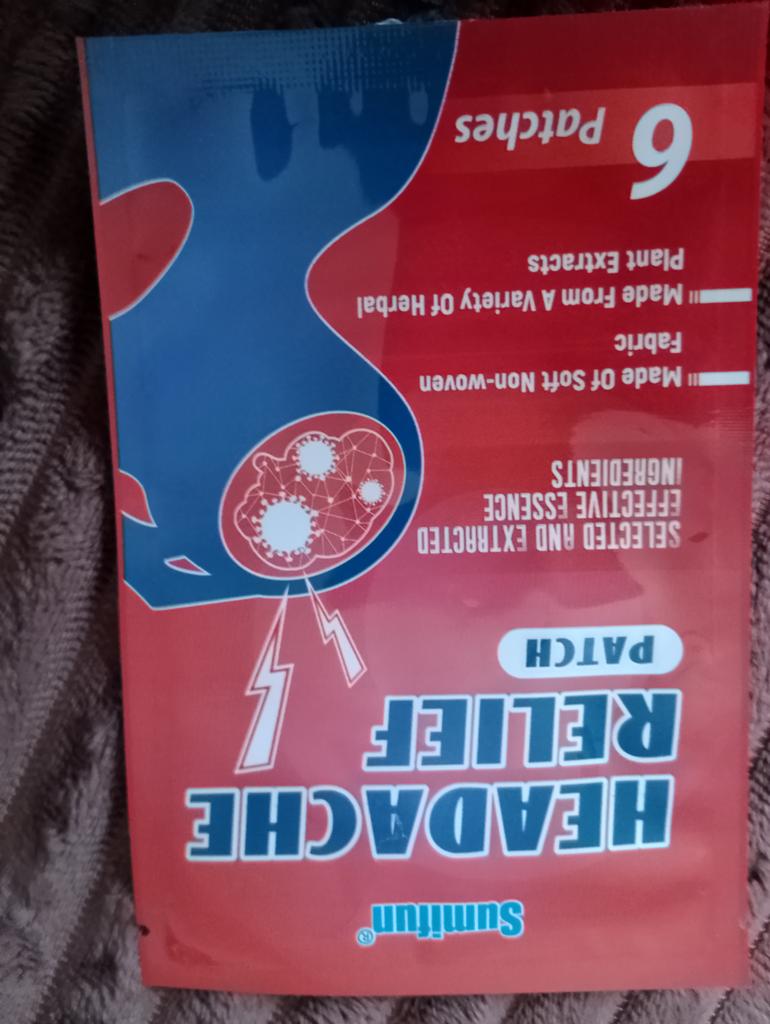 Sumifun®
HEADACHE
RELIEF
PATCH
SELECTED AND EXTRACTED
EFFECTIVE ESSENCE
INGREDIENTS
Made Of Soft Non-woven
Fabric
Made From A Variety Of Herbal
Plant Extracts
6 Patches